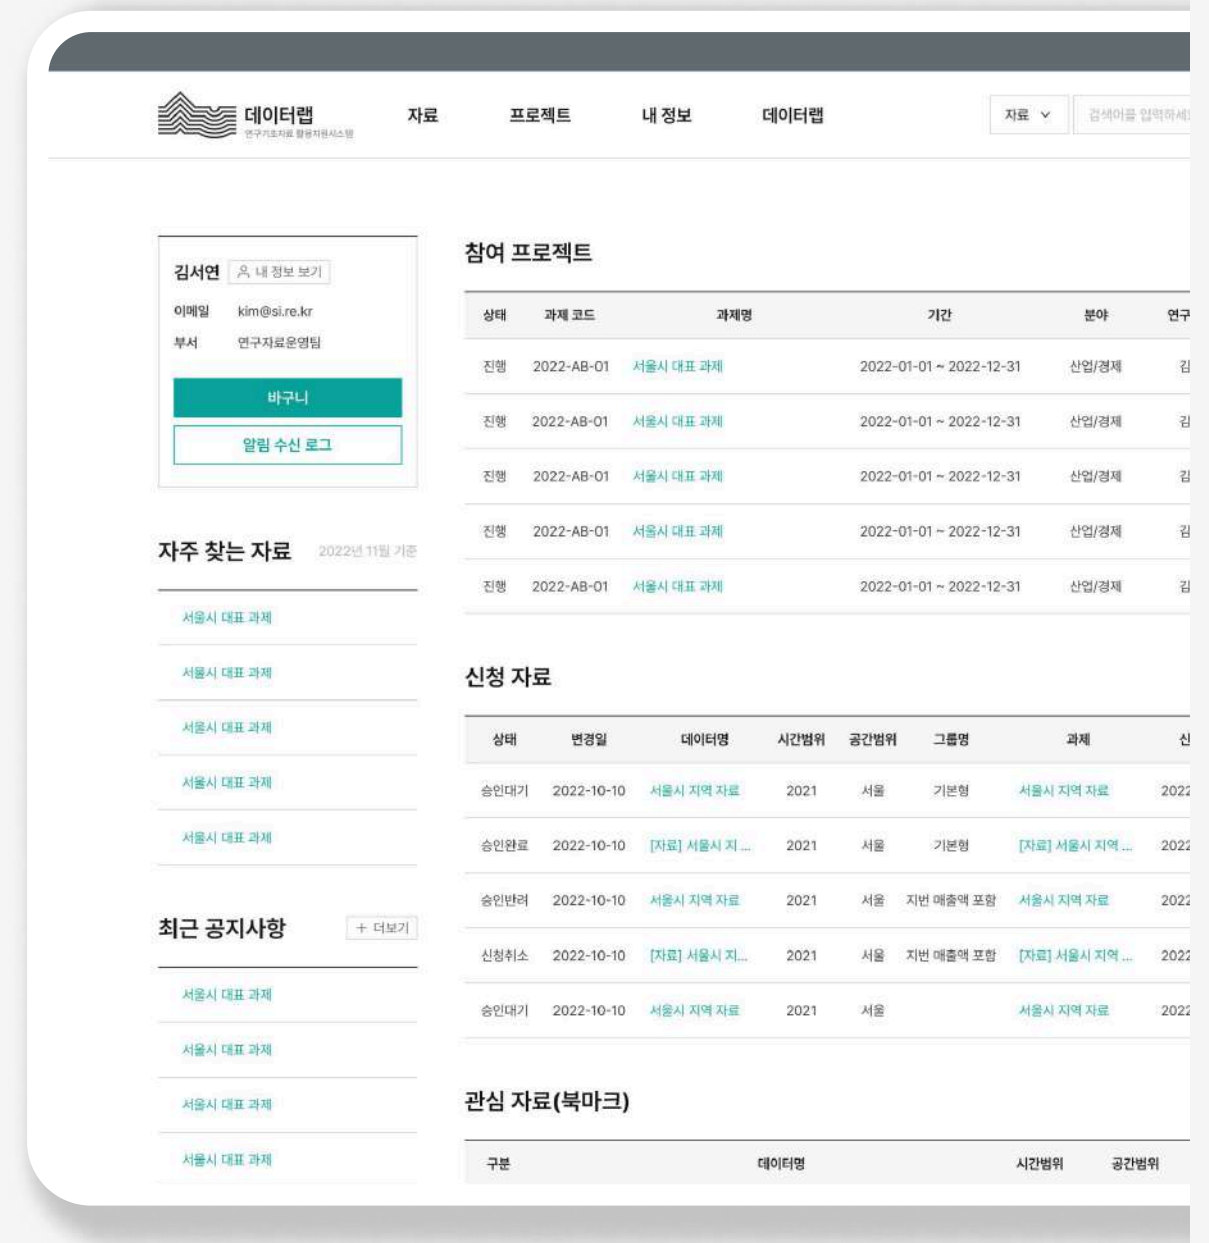 데이터랩
연구기초자료 활용지원시스템
자료 프로젝트 내 정보 데이터랩
자료
검색어를 입력하세요
김서연 내 정보 보기
이메일 kim@si.re.kr
부서 연구자료운영팀
바구니
알림 수신 로그
자주 찾는 자료 2022년 11월 기준
서울시 대표 과제
서울시 대표 과제
서울시 대표 과제
서울시 대표 과제
서울시 대표 과제
최근 공지사항 + 더보기
서울시 대표 과제
서울시 대표 과제
서울시 대표 과제
서울시 대표 과제
참여 프로젝트
상태 과제 코드 과제명 기간 분야 연구
진행 2022-AB-01 서울시 대표 과제 2022-01-01 ~ 2022-12-31 산업/경제 김
진행 2022-AB-01 서울시 대표 과제 2022-01-01 ~ 2022-12-31 산업/경제 김
진행 2022-AB-01 서울시 대표 과제 2022-01-01 ~ 2022-12-31 산업/경제 김
진행 2022-AB-01 서울시 대표 과제 2022-01-01 ~ 2022-12-31 산업/경제 김
진행 2022-AB-01 서울시 대표 과제 2022-01-01 ~ 2022-12-31 산업/경제 김
신청 자료
상태 변경일 데이터명 시간범위 공간범위 그룹명 과제 신
승인대기 2022-10-10 서울시 지역 자료 2021 서울 기본형 서울시 지역 자료 2022
승인완료 2022-10-10 [자료] 서울시 지 ... 2021 서울 기본형 [자료] 서울시 지역 ... 2022
승인반려 2022-10-10 서울시 지역 자료 2021 서울 지번 매출액 포함 서울시 지역 자료 2022
신청취소 2022-10-10 [자료] 서울시 지... 2021 서울 지번 매출액 포함 [자료] 서울시 지역 ... 2022
승인대기 2022-10-10 서울시 지역 자료 2021 서울 서울시 지역 자료 2022
관심 자료(북마크)
구분 데이터명 시간범위 공간범위